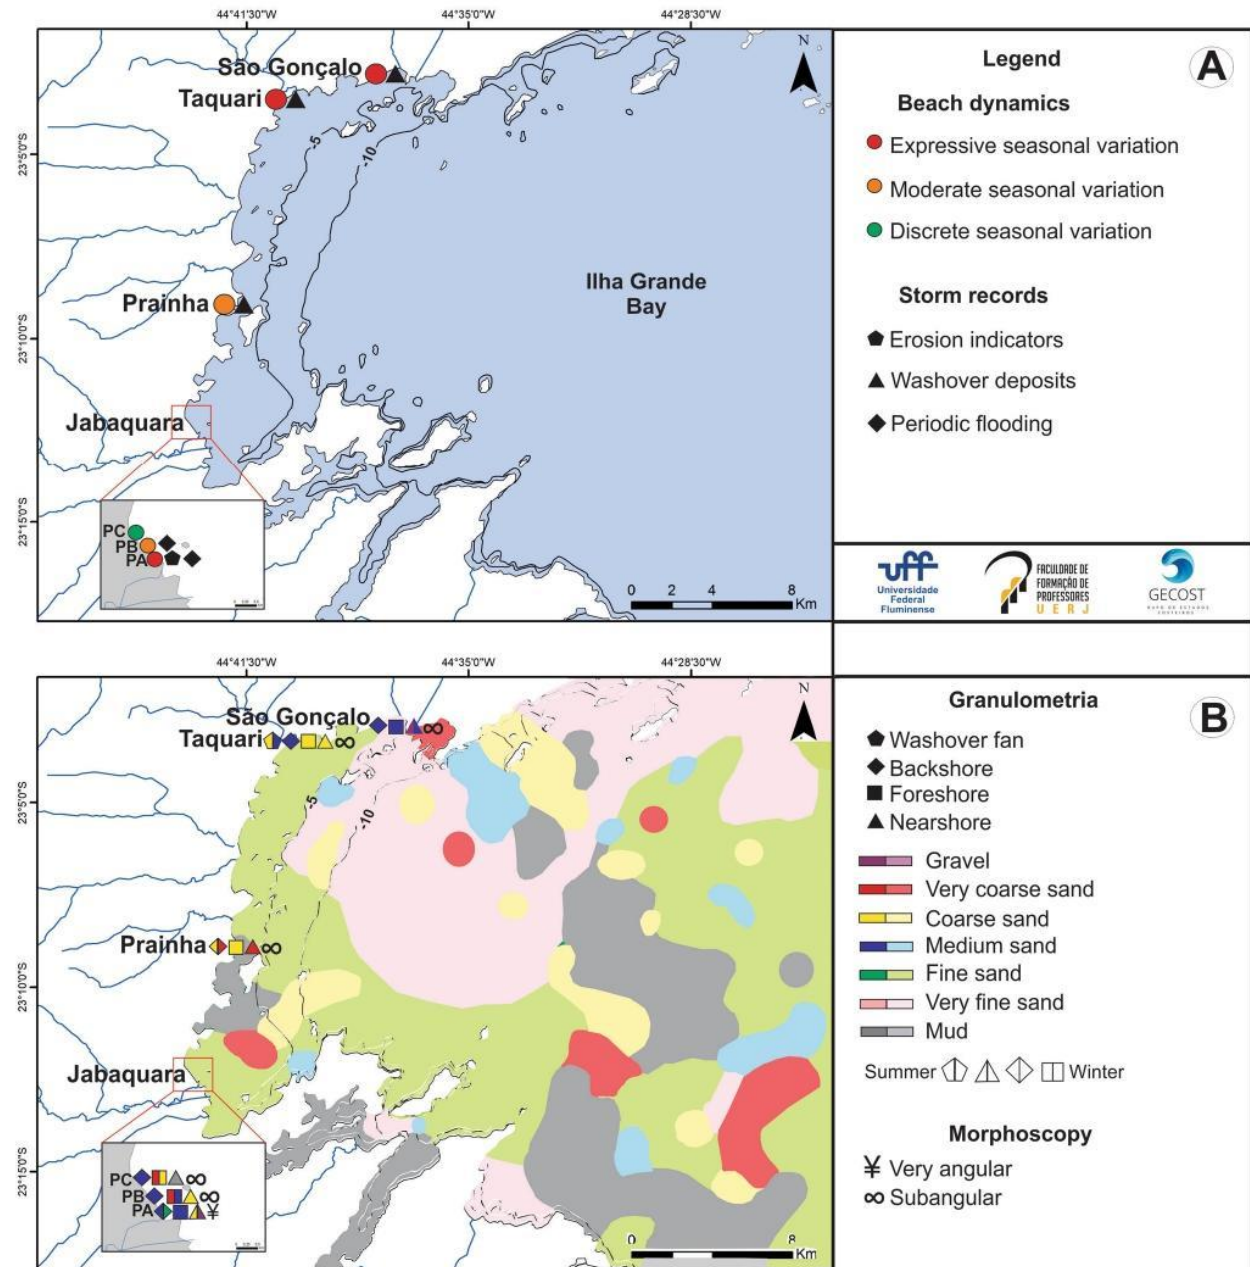 44°41'30"W
44°35'0"W
44°28'30"W
N
São Gonçalo
Taquari
-5
-10
23°5'0"S
Ilha Grande
Bay
Prainha
23°10'0"S
Jabaquara
23°15'0"S
PC
PB
PA
0 2 4 8
Km
A
Legend
Beach dynamics
Expressive seasonal variation
Moderate seasonal variation
Discrete seasonal variation
Storm records
Erosion indicators
Washover deposits
Periodic flooding
uff
Universidade
Federal
Fluminense
FACULDADE DE
FORMAÇÃO DE
PROFESSORES
UERJ
GECOST
44°41'30"W
44°35'0"W
44°28'30"W
N
São Gonçalo
Taquari
-5
-10
23°5'0"S
Prainha
23°10'0"S
Jabaquara
23°15'0"S
PC
PB
PA
0 8
Km
B
Granulometria
Washover fan
Backshore
Foreshore
Nearshore
Gravel
Very coarse sand
Coarse sand
Medium sand
Fine sand
Very fine sand
Mud
Summer Winter
Morphoscopy
¥ Very angular
∞ Subangular